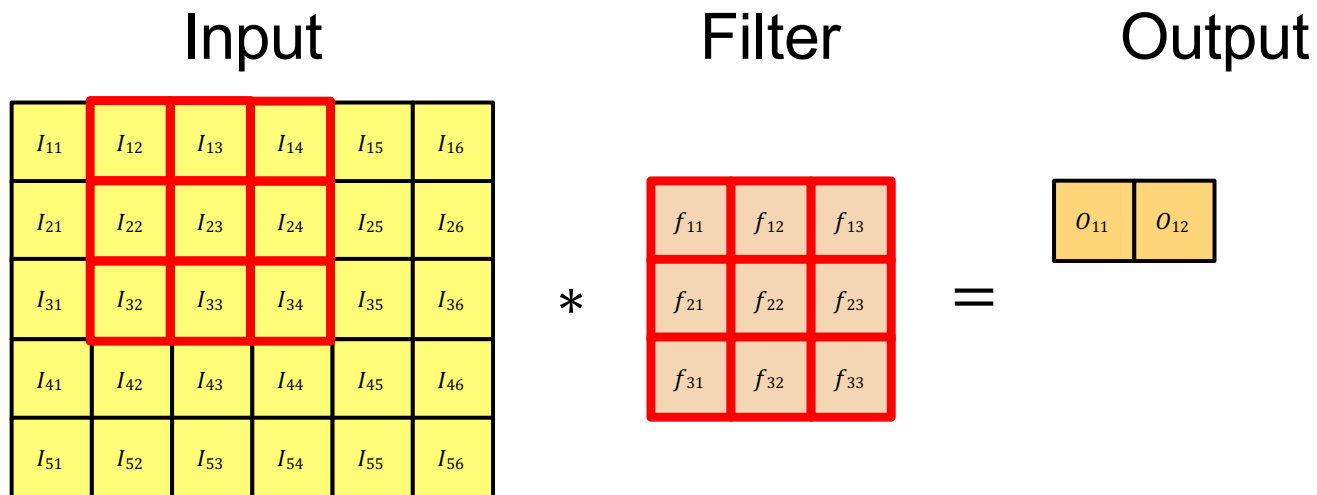 Input Filter Output
I₁₁ I₁₂ I₁₃ I₁₄ I₁₅ I₁₆
I₂₁ I₂₂ I₂₃ I₂₄ I₂₅ I₂₆ f₁₁ f₁₂ f₁₃ O₁₁ O₁₂
I₃₁ I₃₂ I₃₃ I₃₄ I₃₅ I₃₆ * f₂₁ f₂₂ f₂₃ =
I₄₁ I₄₂ I₄₃ I₄₄ I₄₅ I₄₆ f₃₁ f₃₂ f₃₃
I₅₁ I₅₂ I₅₃ I₅₄ I₅₅ I₅₆